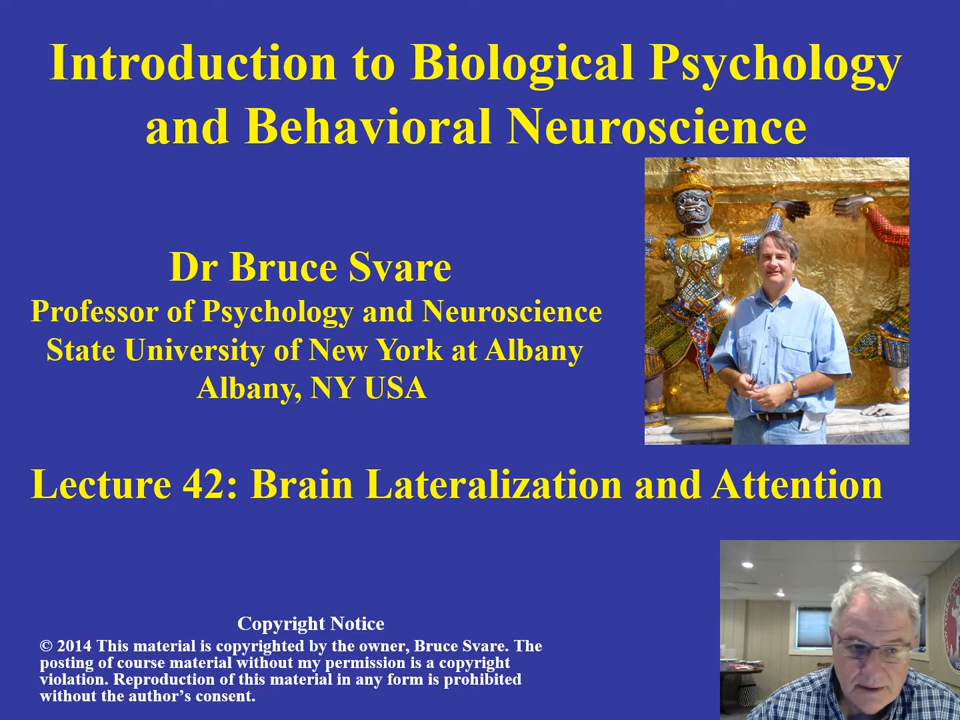 Introduction to Biological Psychology
and Behavioral Neuroscience
Dr Bruce Svare
Professor of Psychology and Neuroscience
State University of New York at Albany
Albany, NY USA
Lecture 42: Brain Lateralization and Attention
Copyright Notice
© 2014 This material is copyrighted by the owner, Bruce Svare. The
posting of course material without my permission is a copyright
violation. Reproduction of this material in any form is prohibited
without the author's consent.